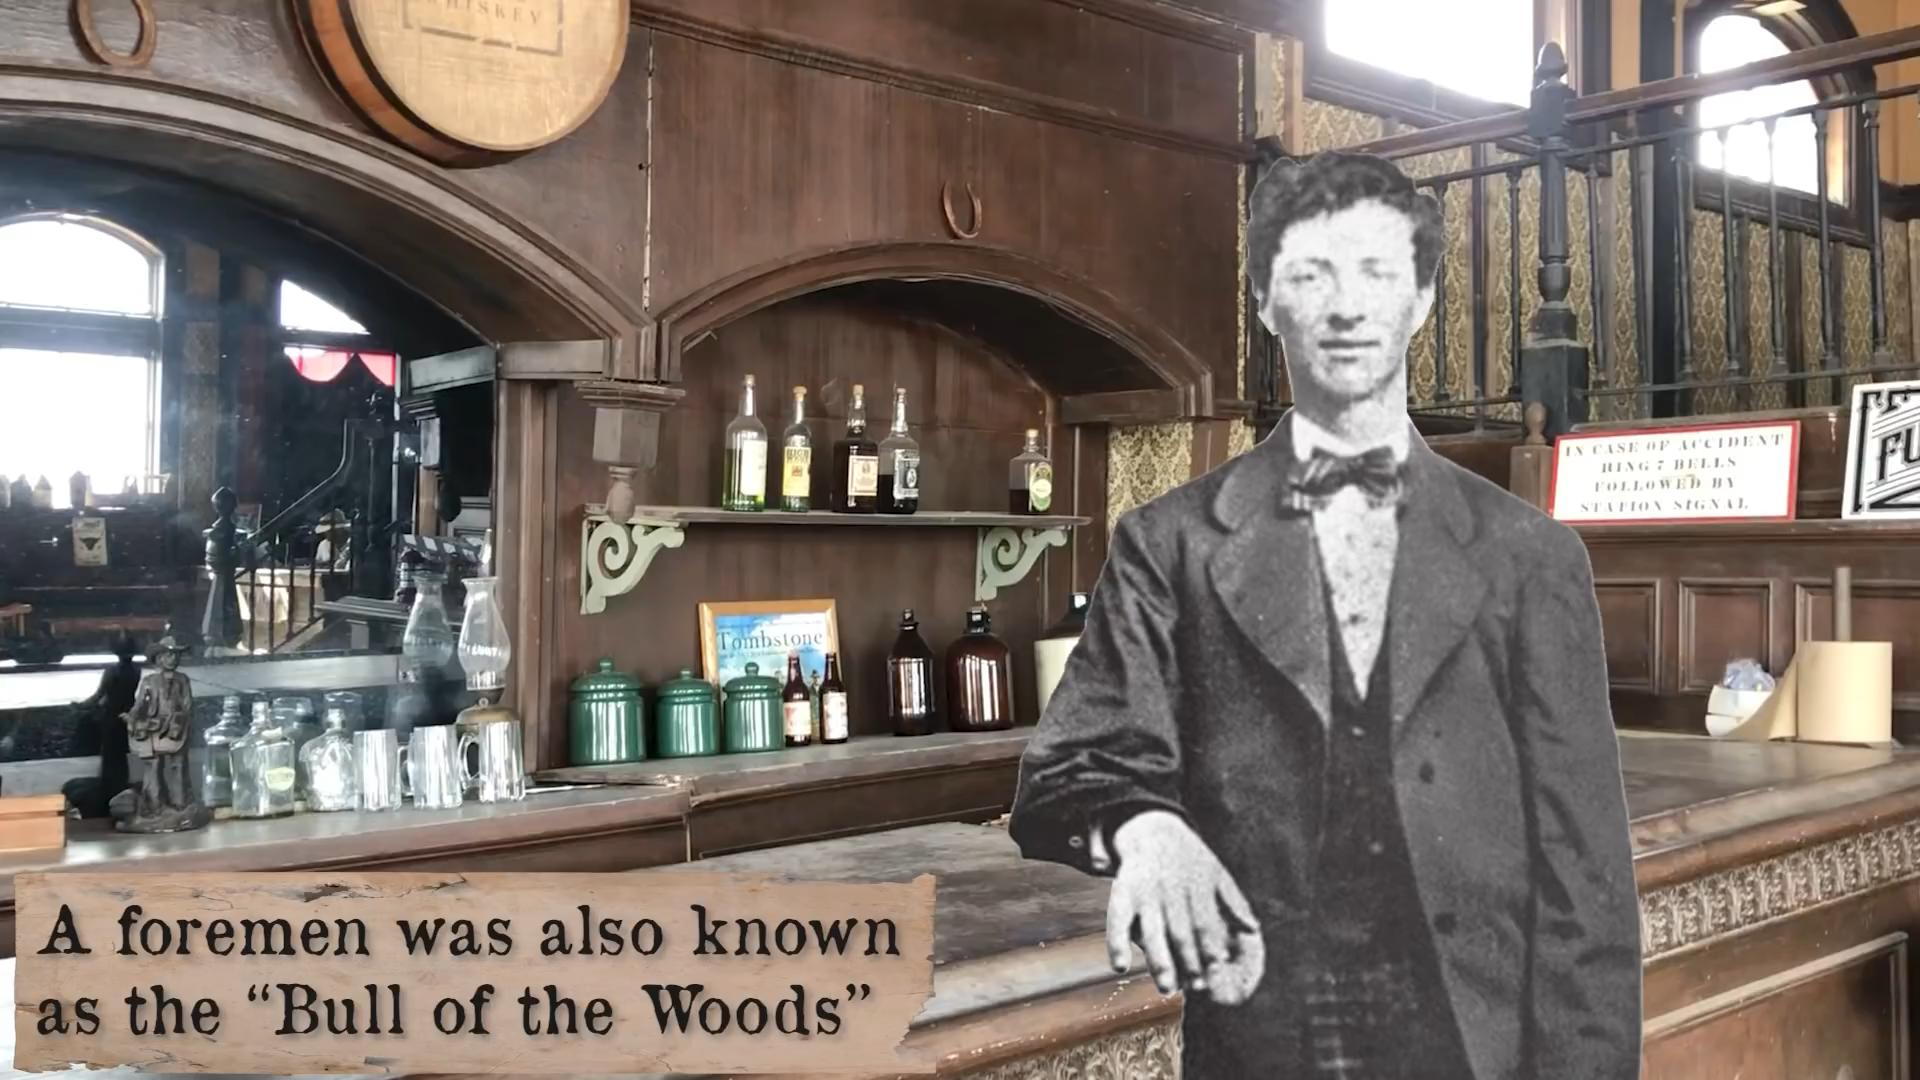 WHISKEY
Tombstone
IN CASE OF ACCIDENT
RING 7 BELLS
FOLLOWED BY
STATION SIGNAL
FU
A foremen was also known
as the “Bull of the Woods”